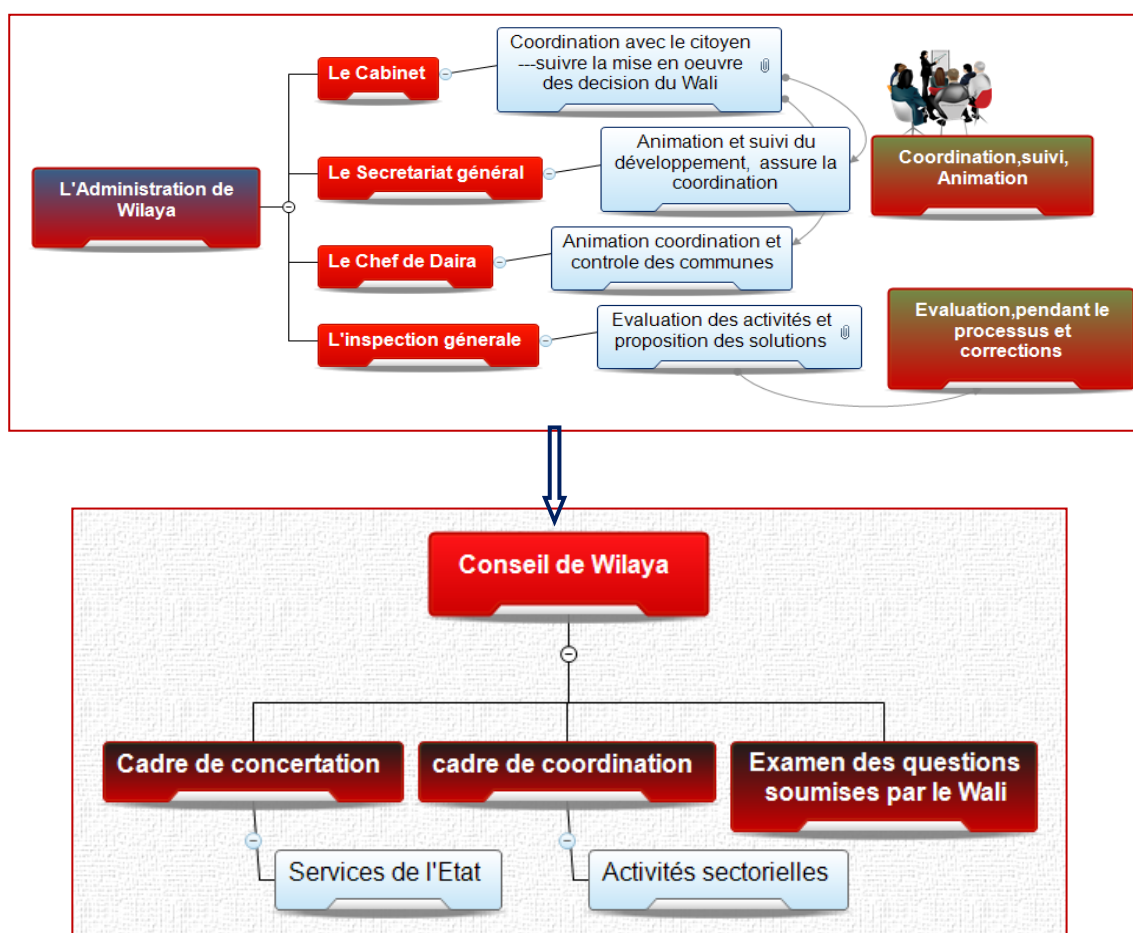 L'Administration de
Wilaya
Le Cabinet
Coordination avec le citoyen
---suivre la mise en oeuvre
des decision du Wali
Le Secretariat général
Animation et suivi du
développement, assure la
coordination
Coordination,suivi,
Animation
Le Chef de Daira
Animation coordination et
controle des communes
L'inspection génerale
Evaluation des activités et
proposition des solutions
Evaluation,pendant le
processus et
corrections
Conseil de Wilaya
Cadre de concertation
cadre de coordination
Examen des questions
soumises par le Wali
Services de l'Etat
Activités sectorielles